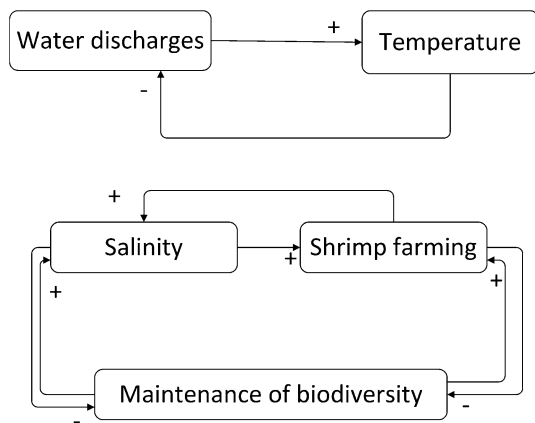 +
Water discharges
Temperature
-
+
Salinity
Shrimp farming
+
+
+
Maintenance of biodiversity
-
-